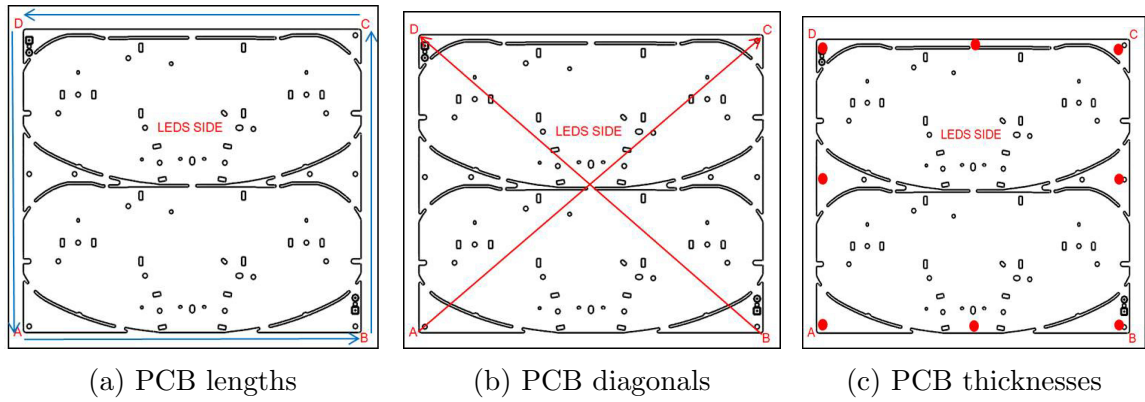 D C
LEDS SIDE
A B
D C
LEDS SIDE
A B
D C
LEDS SIDE
A B
(a) PCB lengths
(b) PCB diagonals
(c) PCB thicknesses